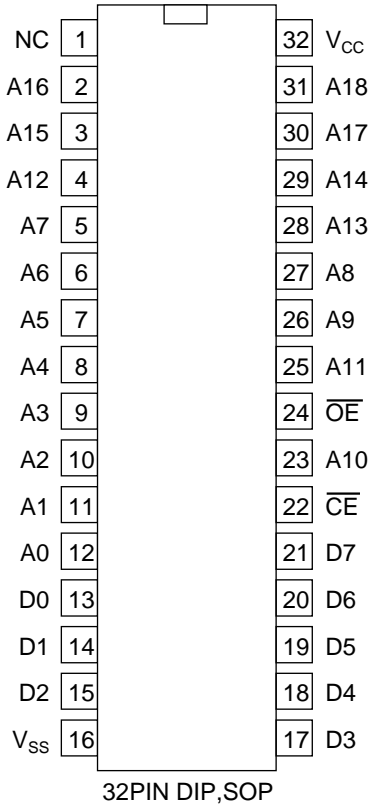 NC 1 32 VCC
A16 2 31 A18
A15 3 30 A17
A12 4 29 A14
A7 5 28 A13
A6 6 27 A8
A5 7 26 A9
A4 8 25 A11
A3 9 24 O̅E̅
A2 10 23 A10
A1 11 22 C̅E̅
A0 12 21 D7
D0 13 20 D6
D1 14 19 D5
D2 15 18 D4
VSS 16 17 D3
32PIN DIP,SOP